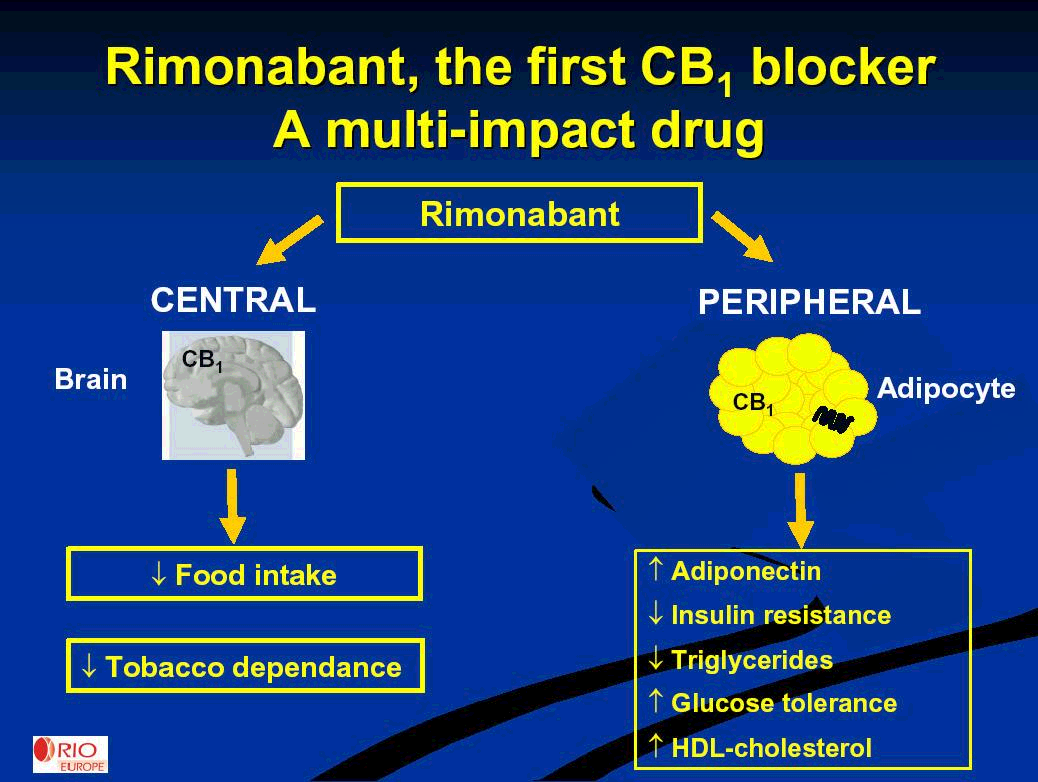 Rimonabant, the first CB₁ blocker
A multi-impact drug
Rimonabant
CENTRAL
PERIPHERAL
Brain
CB₁
CB₁
Adipocyte
↓ Food intake
↓ Tobacco dependance
↑ Adiponectin
↓ Insulin resistance
↓ Triglycerides
↑ Glucose tolerance
↑ HDL-cholesterol
RIO
EUROPE